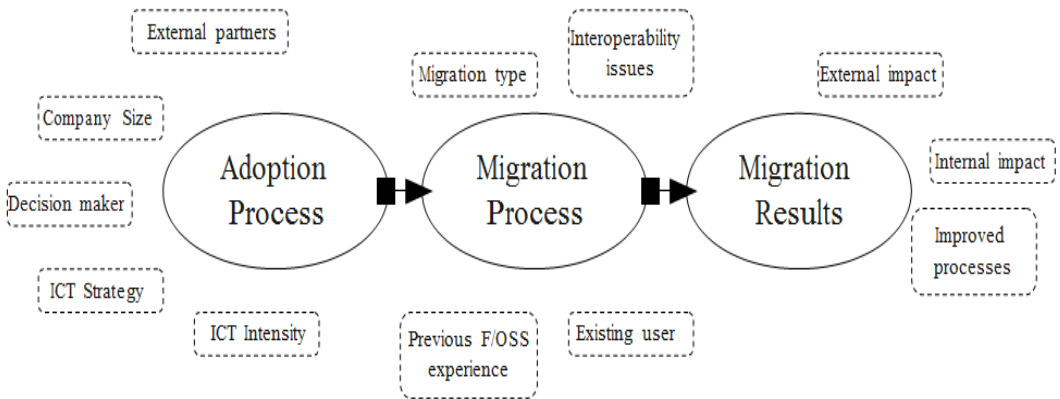 External partners
Interoperability
issues
Migration type
External impact
Company Size
Adoption
Process
Migration
Process
Migration
Results
Internal impact
Decision maker
Improved
processes
ICT Strategy
ICT Intensity
Previous F/OSS
experience
Existing user